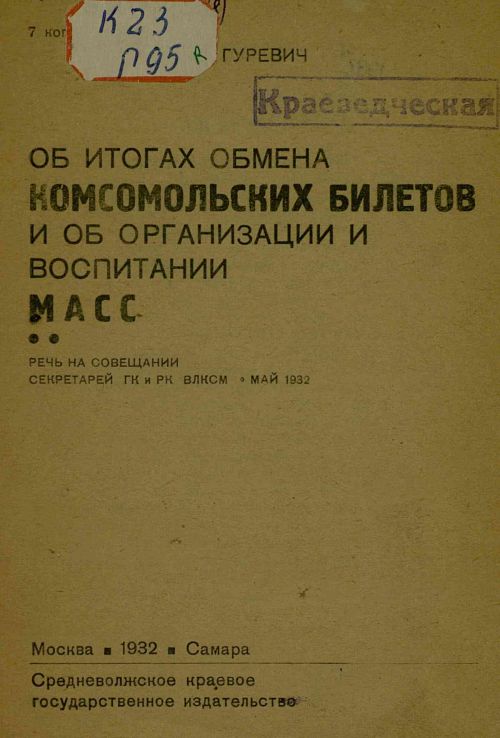 К23
П95 R
7 коп
ГУРЕВИЧ
Краеведческая
ОБ ИТОГАХ ОБМЕНА
КОМСОМОЛЬСКИХ БИЛЕТОВ
И ОБ ОРГАНИЗАЦИИ И
ВОСПИТАНИИ
МАСС
РЕЧЬ НА СОВЕЩАНИИ
СЕКРЕТАРЕЙ ГК и РК ВЛКСМ • МАЙ 1932
Москва ■ 1932 ■ Самара
Средневолжское краевое
государственное издательство